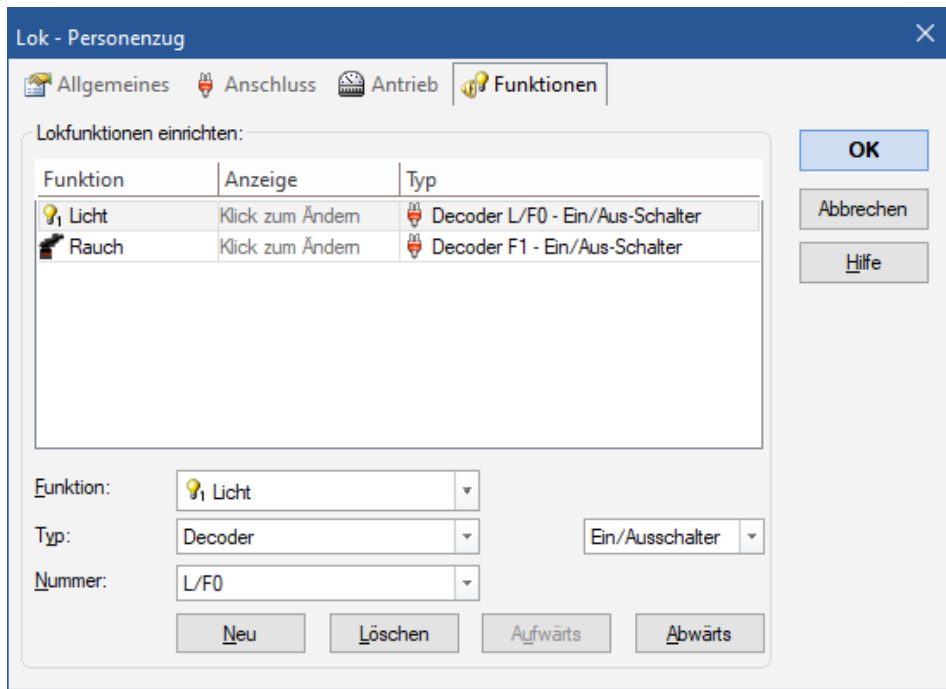 Lok - Personenzug
Allgemeines Anschluss Antrieb Funktionen
Lokfunktionen einrichten:
Funktion Anzeige Typ
1 Licht Klick zum Ändern Decoder L/F0 - Ein/Aus-Schalter
Rauch Klick zum Ändern Decoder F1 - Ein/Aus-Schalter
OK
Abbrechen
Hilfe
Funktion: 1 Licht
Typ: Decoder Ein/Ausschalter
Nummer: L/F0
Neu Löschen Aufwärts Abwärts